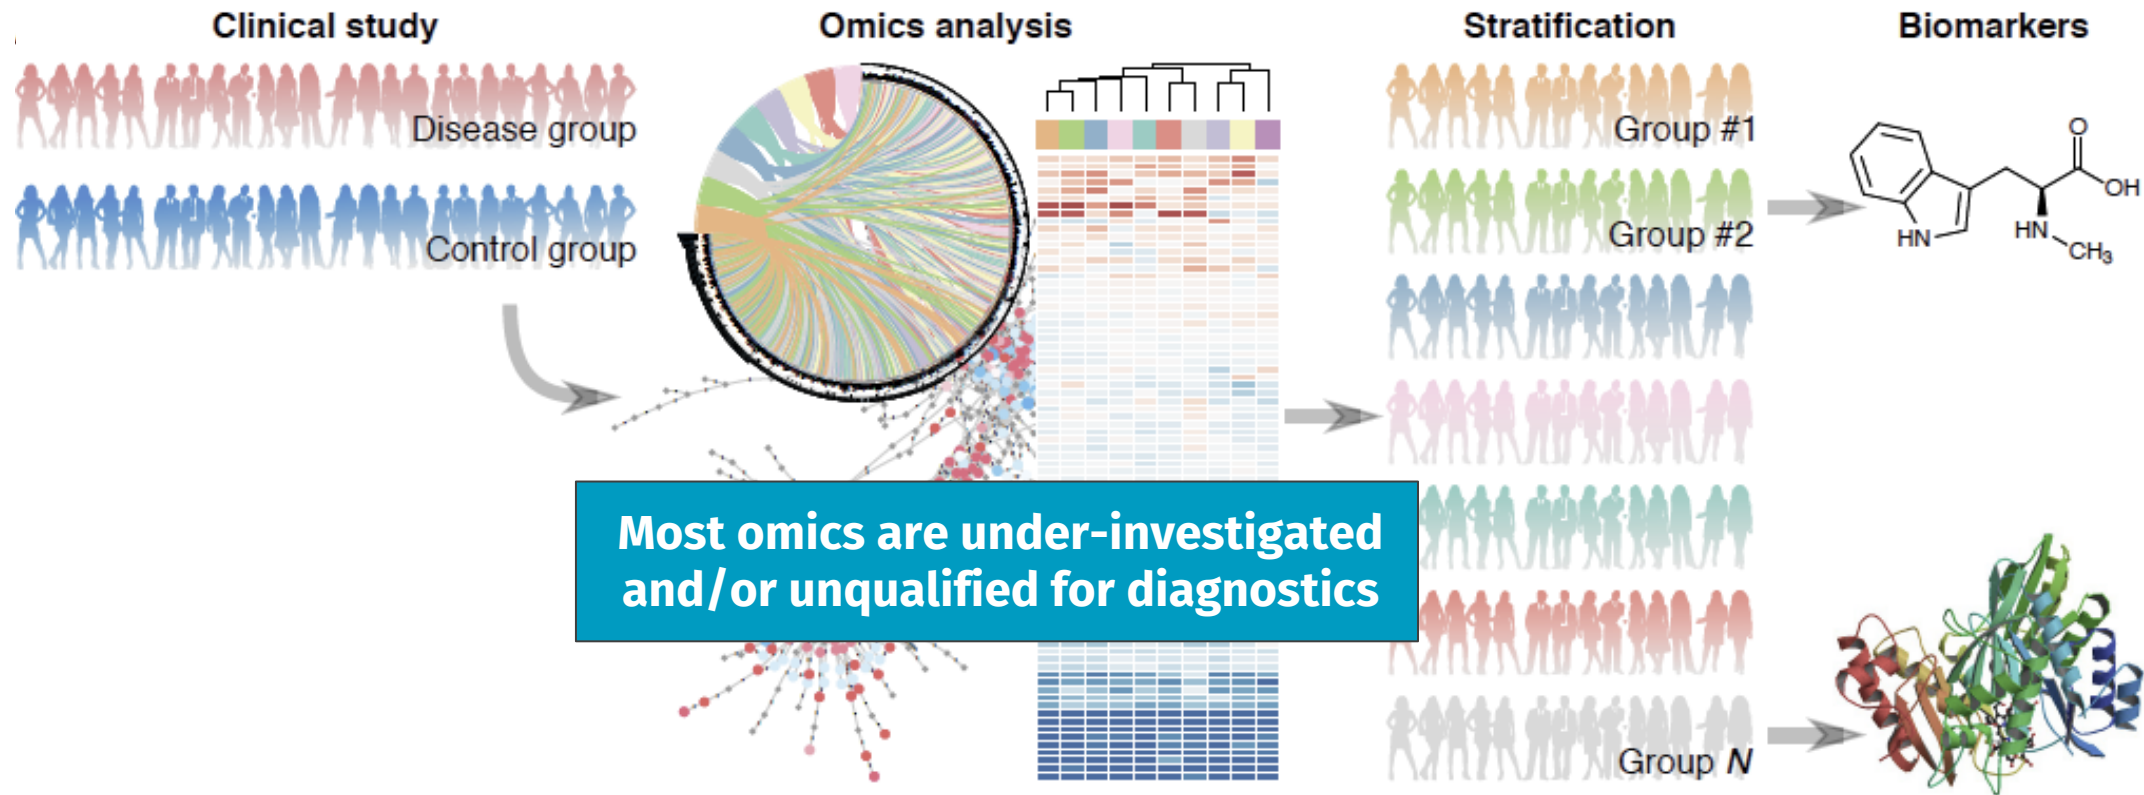 Clinical study
Omics analysis
Stratification
Biomarkers
Disease group
Control group
Group #1
Group #2
Group N
O
OH
HN
HN
CH3
Most omics are under-investigated
and/or unqualified for diagnostics